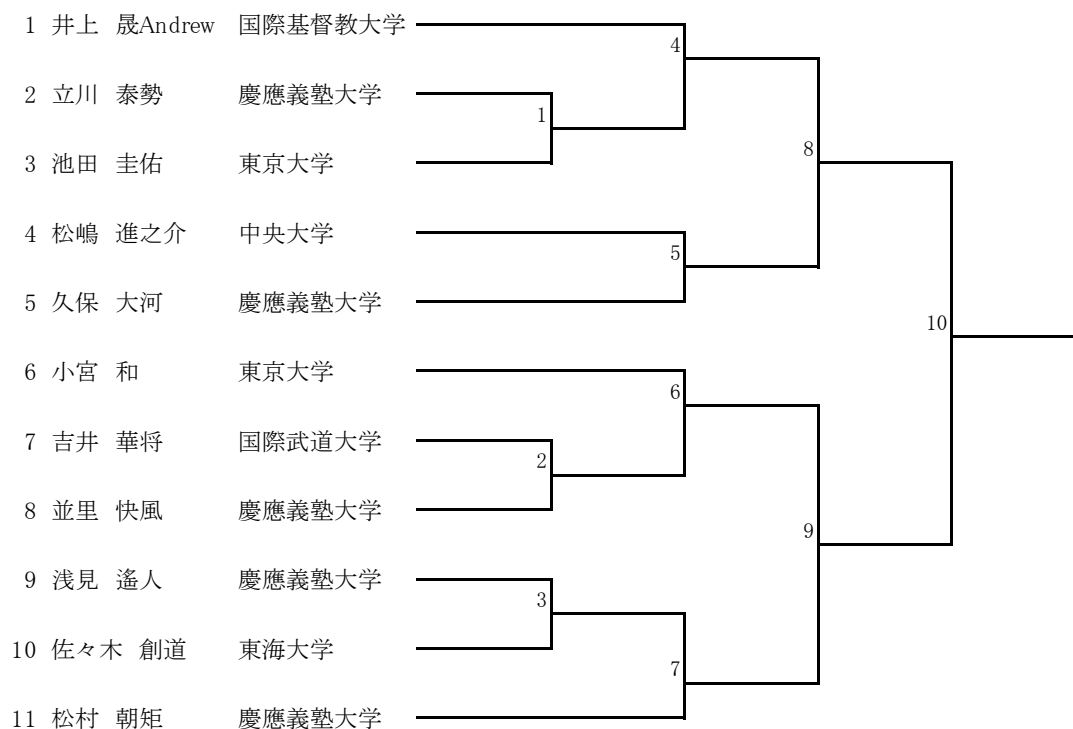 1 井上 晟Andrew 国際基督教大学
4
2 立川 泰勢 慶應義塾大学
1
8
3 池田 圭佑 東京大学
4 松嶋 進之介 中央大学
5
5 久保 大河 慶應義塾大学
10
6 小宮 和 東京大学
6
7 吉井 華将 国際武道大学
2
8 並里 快風 慶應義塾大学
9
9 浅見 遙人 慶應義塾大学
3
10 佐々木 創道 東海大学
7
11 松村 朝矩 慶應義塾大学